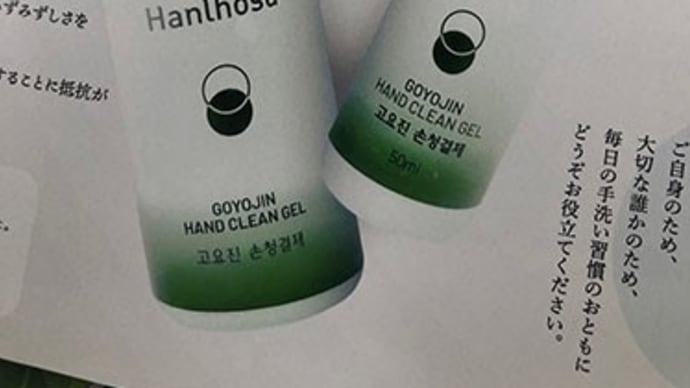 ずみずしさを
することに抵抗が
Hanlhosu
GOYOJIN
HAND CLEAN GEL
고요진 손청결제
GOYOJIN
HAND CLEAN GEL
고요진 손청결제
50ml
ご自身のため、
大切な誰かのため、
毎日の手洗い習慣のおともに
どうぞお役立てください。